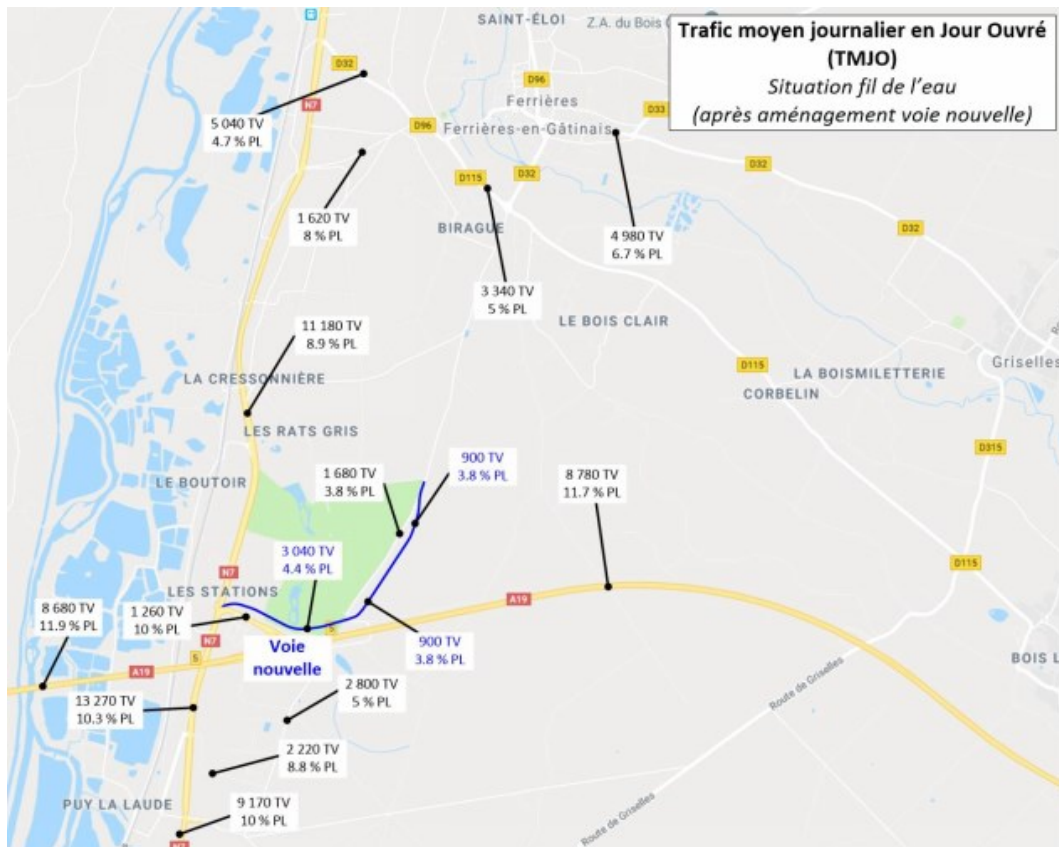 Trafic moyen journalier en Jour Ouvré
(TMJO)
Situation fil de l'eau
(après aménagement voie nouvelle)
SAINT-ÉLOI
Z.A. du Bois
D32
D96
N7
Ferrières
D33
5 040 TV
4.7 % PL
D96
Ferrières-en-Gâtinais
D32
D115
D32
1 620 TV
8 % PL
BIRAGUE
4 980 TV
6.7 % PL
D32
3 340 TV
5 % PL
11 180 TV
8.9 % PL
LE BOIS CLAIR
Griselles
LA CRESSONNIÈRE
D115
LA BOISMILETTERIE
CORBELIN
LES RATS GRIS
D315
900 TV
3.8 % PL
1 680 TV
3.8 % PL
8 780 TV
11.7 % PL
LE BOUTOIR
3 040 TV
4.4 % PL
N7
D115
LES STATIONS
A19
8 680 TV
11.9 % PL
1 260 TV
10 % PL
N7
5
900 TV
3.8 % PL
Voie
nouvelle
5
A19
BOIS L
2 800 TV
5 % PL
Route de Griselles
13 270 TV
10.3 % PL
2 220 TV
8.8 % PL
PUY LA LAUDE
9 170 TV
10 % PL
Route de Griselles
N7